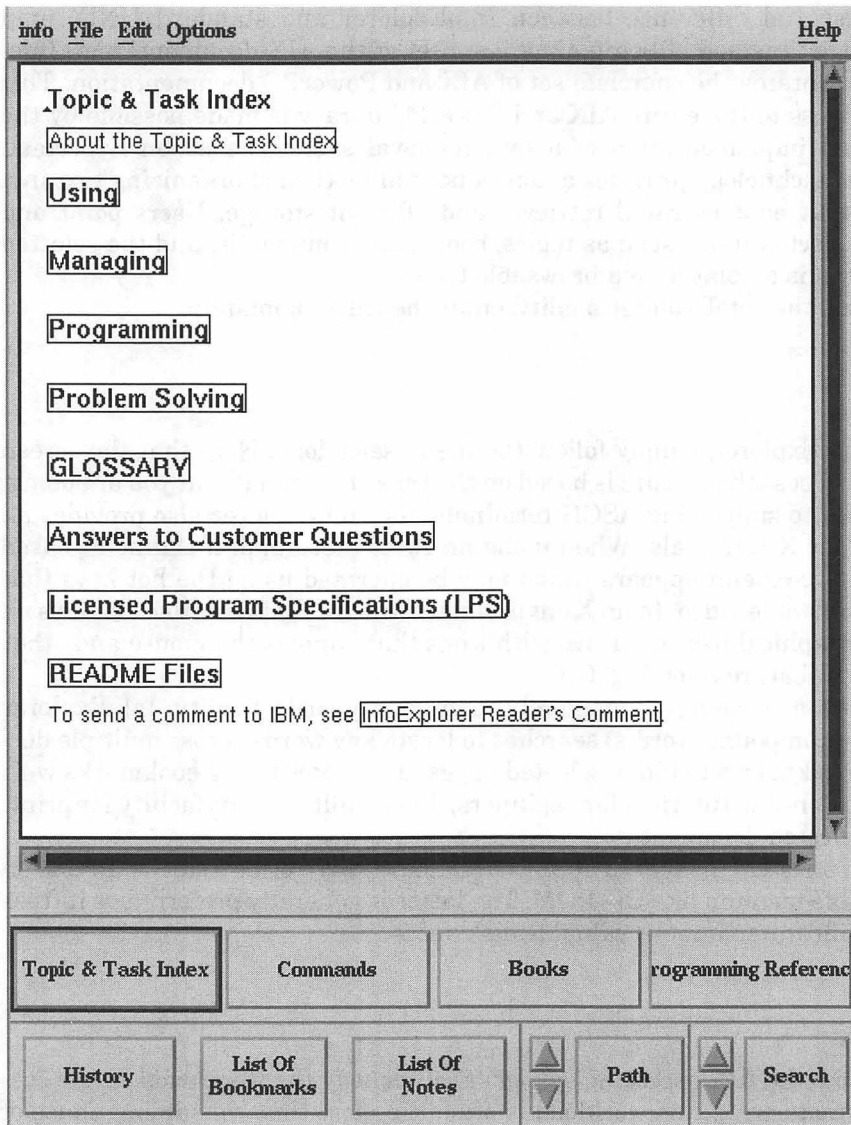 info File Edit Options Help
Topic & Task Index
About the Topic & Task Index
Using
Managing
Programming
Problem Solving
GLOSSARY
Answers to Customer Questions
Licensed Program Specifications (LPS)
README Files
To send a comment to IBM, see InfoExplorer Reader's Comment.
Topic & Task Index Commands Books rogramming Referenc
History List Of Bookmarks List Of Notes Path Search